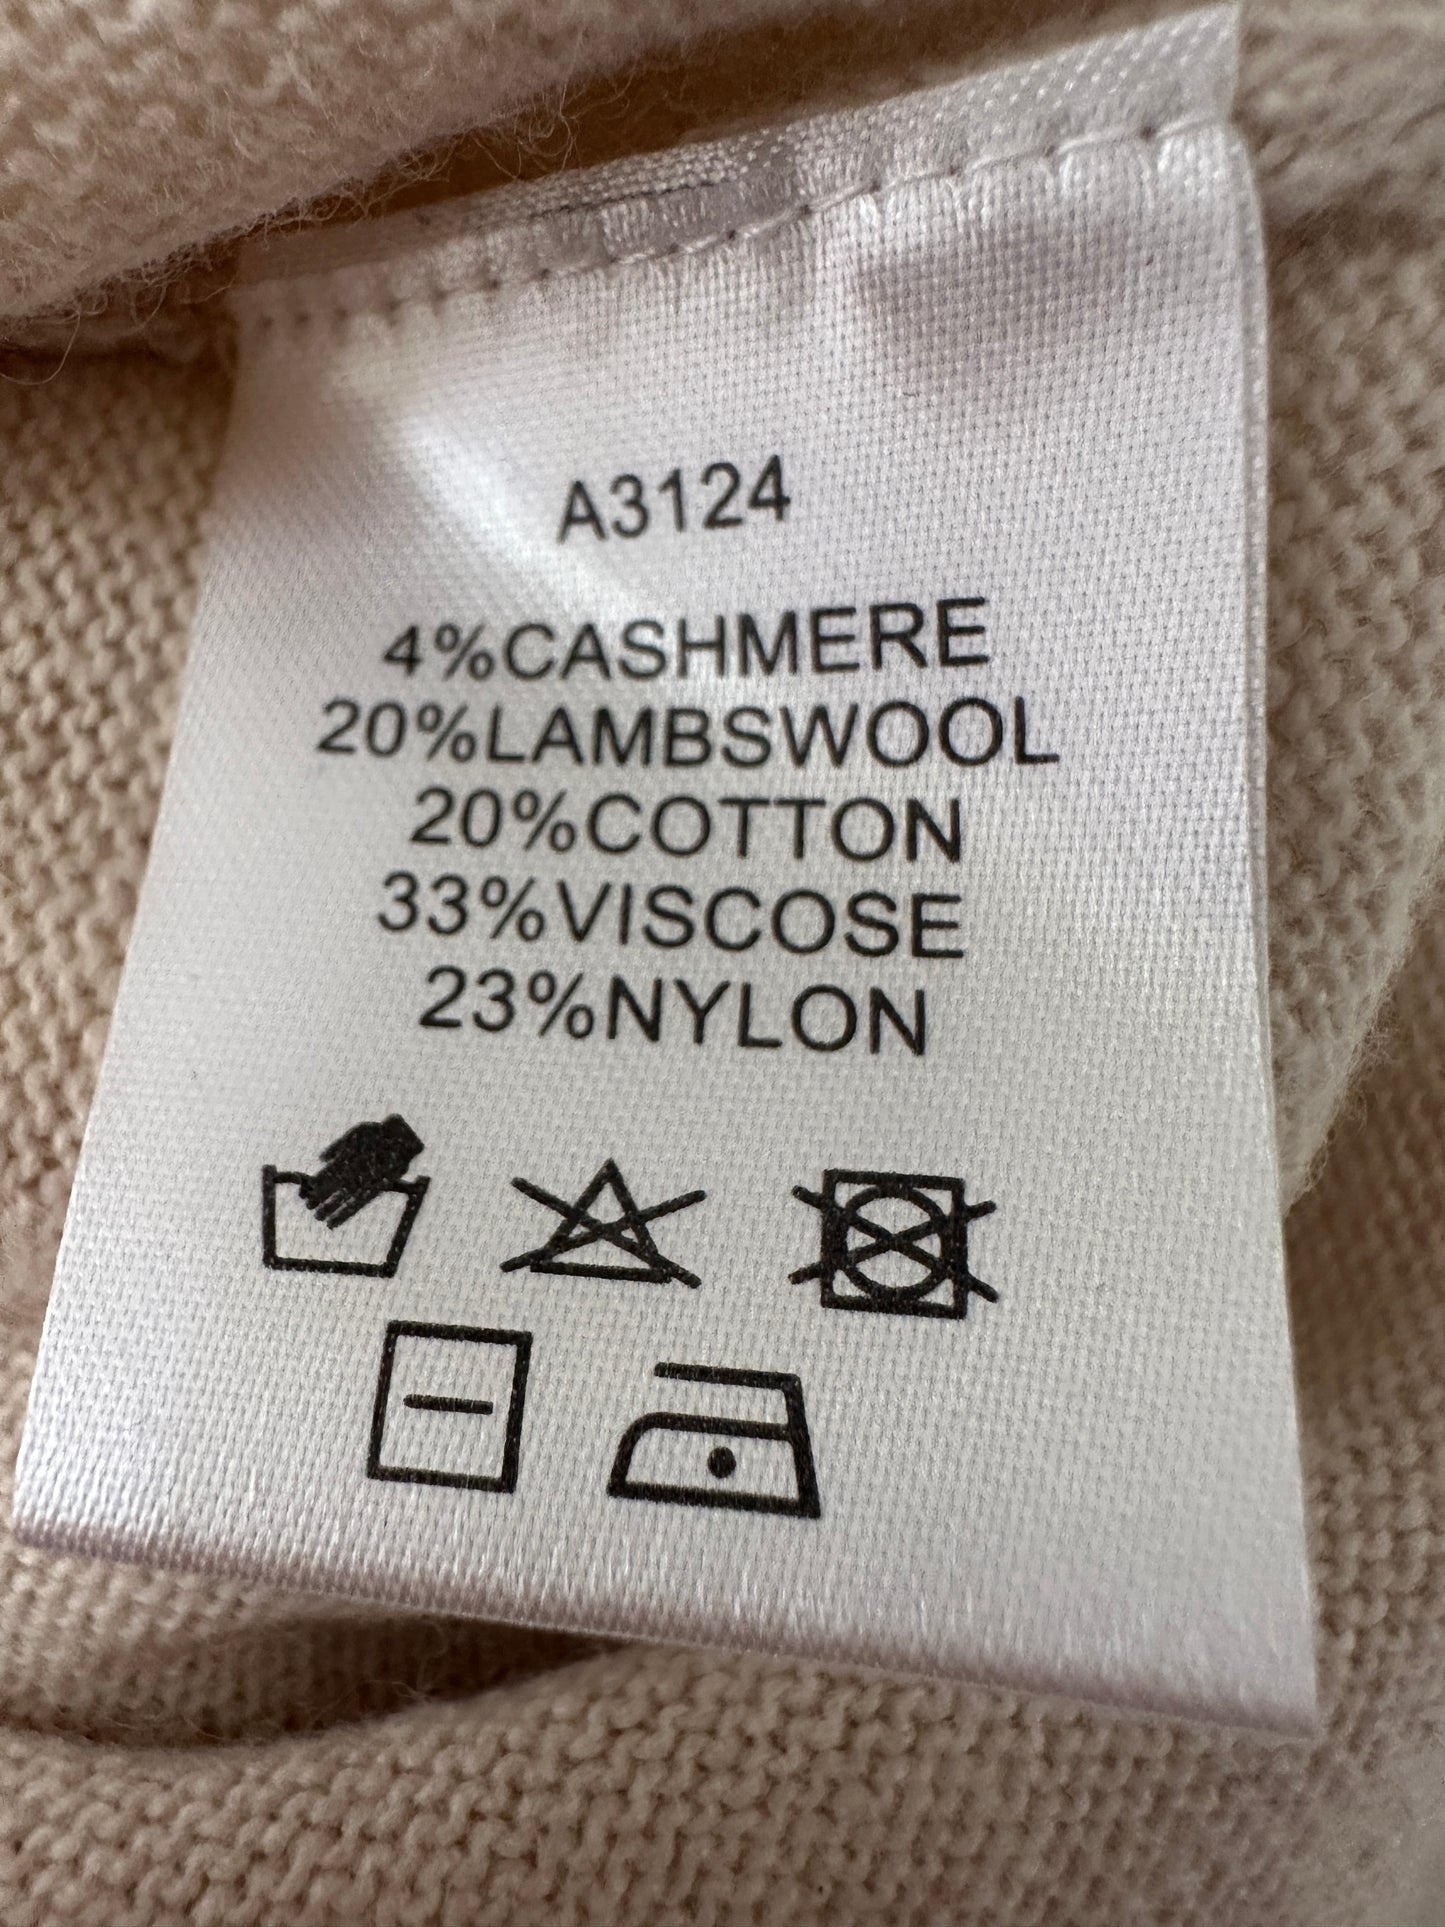 A3124
4%CASHMERE
20%LAMBSWOOL
20%COTTON
33%VISCOSE
23%NYLON